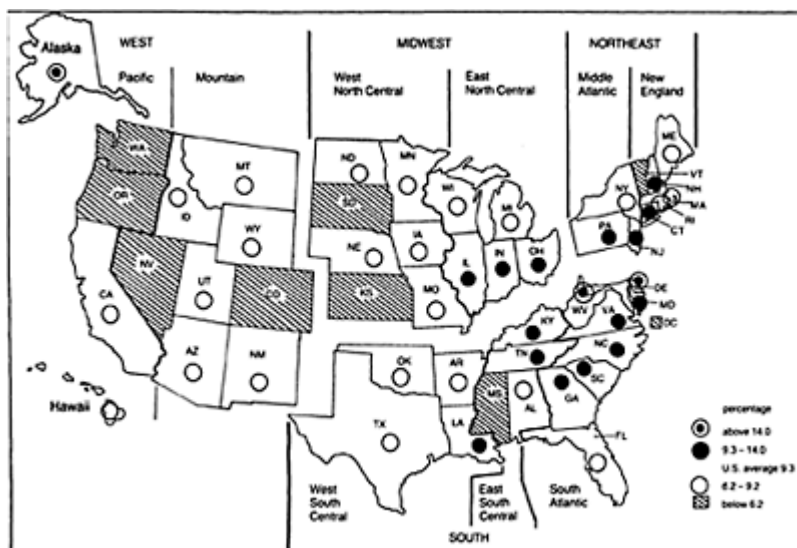 Alaska
WEST
MIDWEST
NORTHEAST
Pacific
Mountain
West
North Central
East
North Central
Middle
Atlantic
New
England
WA
OR
CA
NV
ID
MT
WY
UT
CO
AZ
NM
ND
SD
NE
KS
MN
IA
MO
WI
MI
IL
IN
OH
OK
TX
AR
LA
KY
TN
MS
AL
GA
FL
SC
NC
VA
WV
PA
NY
ME
VT
NH
MA
RI
CT
NJ
DE
MD
DC
Hawaii
West
South
Central
East
South
Central
South
Atlantic
SOUTH
percentage
above 14.0
9.3-14.0
U.S. average 9.3
6.2-9.2
below 6.2